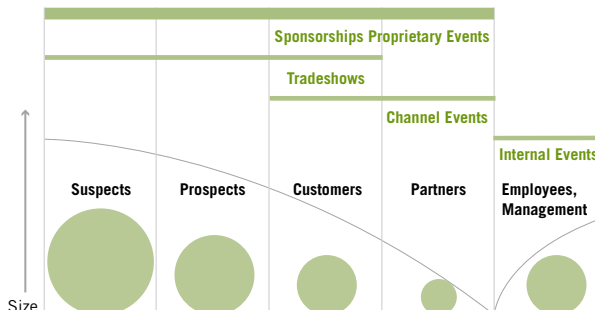 Sponsorships Proprietary Events
Tradeshows
Channel Events
Internal Events
Suspects
Prospects
Customers
Partners
Employees,
Management
Size